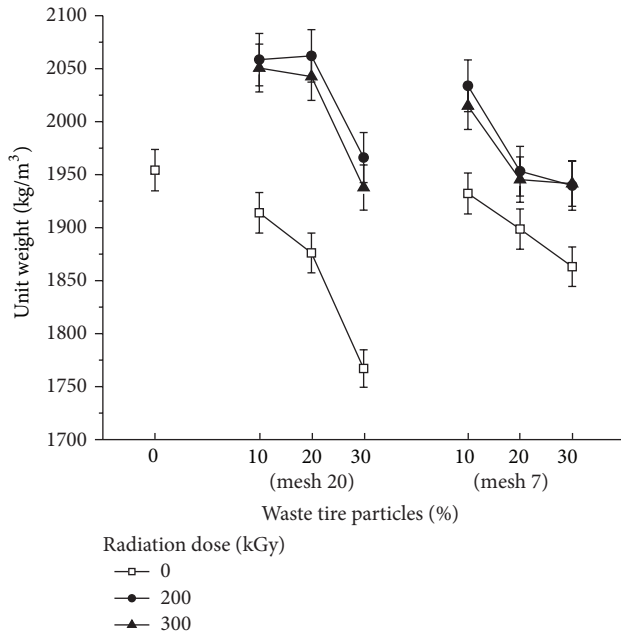 2100
2050
2000
1950
1900
1850
1800
1750
1700
Unit weight (kg/m³)
0 10 20 30 10 20 30
(mesh 20) (mesh 7)
Waste tire particles (%)
Radiation dose (kGy)
0
200
300